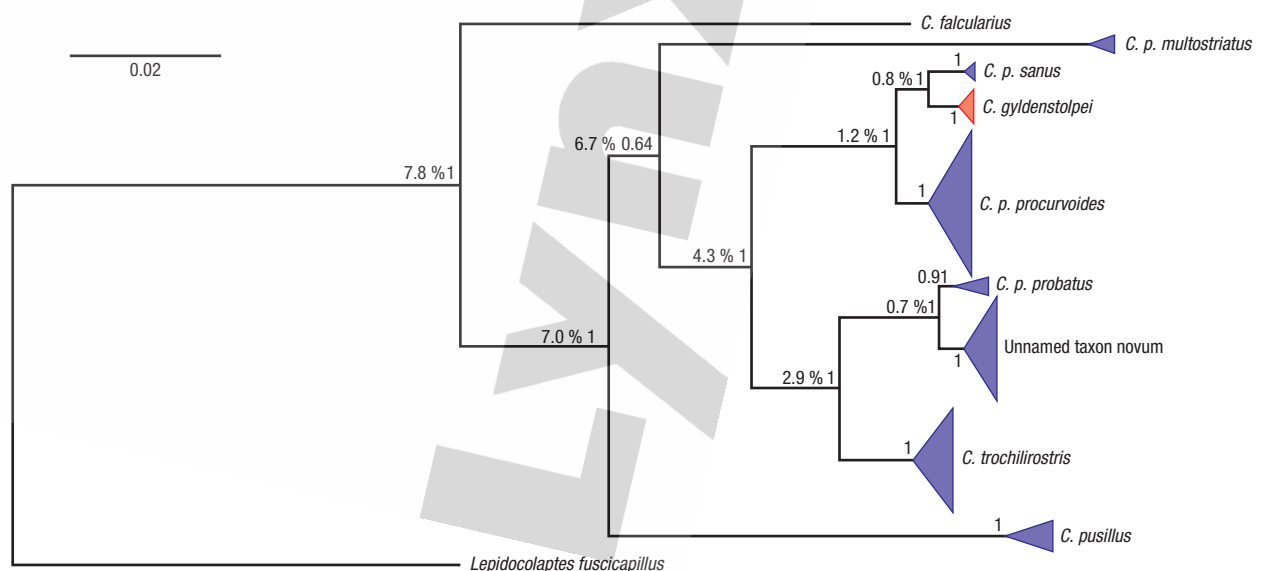 C. falcularius
C. p. multostriatus
0.02
1
C. p. sanus
0.8 % 1
C. gyldenstolpei
1
1.2 % 1
6.7 % 0.64
7.8 % 1
1
C. p. procurvoides
4.3 % 1
0.91
C. p. probatus
0.7 % 1
7.0 % 1
Unnamed taxon novum
1
2.9 % 1
1
C. trochilirostris
1
C. pusillus
Lepidocolaptes fuscicapillus
Lynx